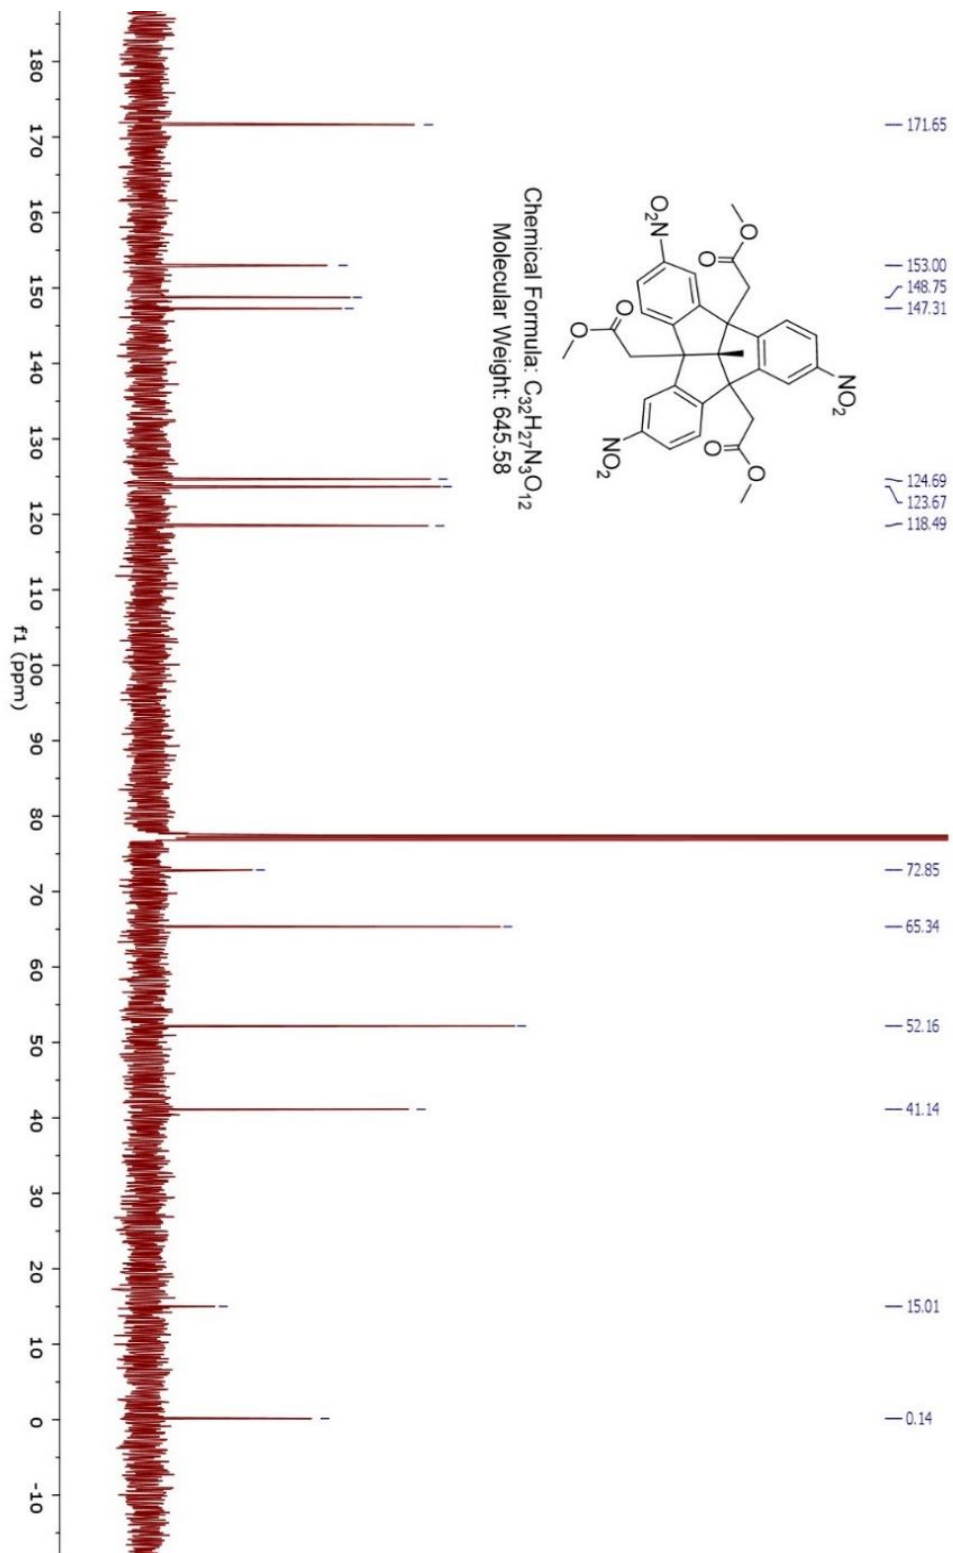 171.65
153.00
148.75
147.31
124.69
123.67
118.49
72.85
65.34
52.16
41.14
15.01
0.14
O₂N
O
O
O
O
NO₂
NO₂
O
O
Chemical Formula: C₃₂H₂₇N₃O₁₂
Molecular Weight: 645.58
180 170 160 150 140 130 120 110 100 90 80 70 60 50 40 30 20 10 0 -10
f1 (ppm)